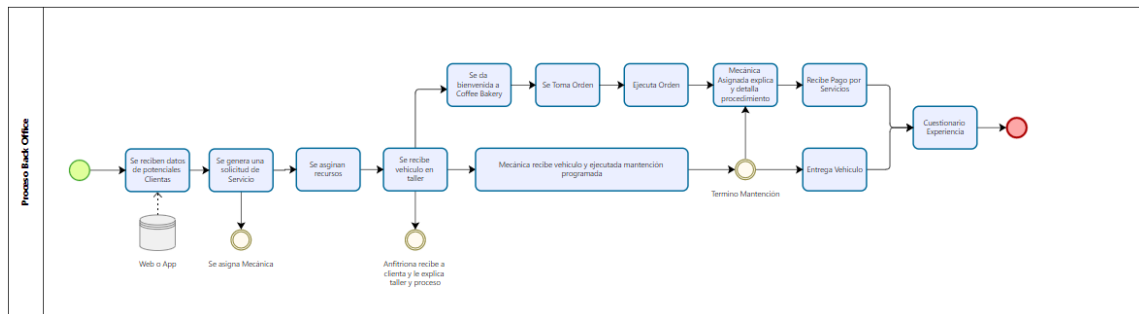 Proceso Back Office
Se reciben datos
de potenciales
Clientas
Web o App
Se genera una
solicitud de
Servicio
Se asigna Mecánica
Se asginan
recursos
Se recibe
vehiculo en
taller
Anfitriona recibe a
clienta y le explica
taller y proceso
Se da
bienvenida a
Coffee Bakery
Se Toma Orden
Ejecuta Orden
Mecánica
Asignada explica
y detalla
procedimiento
Recibe Pago por
Servicios
Mecánica recibe vehículo y ejecutada mantención
programada
Termino Mantención
Entrega Vehiculo
Cuestionario
Experiencia